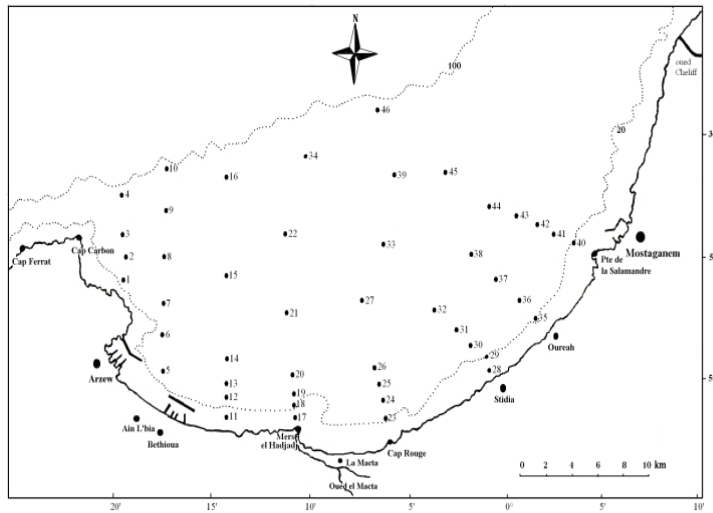 N
100
oued
Cheliff
46
20
3
34
10
16
39
45
4
9
44
43
42
3
22
41
40
Mostaganem
Cap Carbon
33
Cap Ferrat
2
8
38
Pte de
la Salamandre
5
15
1
37
7
27
36
21
32
35
31
6
Oureah
30
14
29
26
28
Arzew
5
20
13
25
5
Stidia
19
12
24
18
11
17
23
Ain L'bia
Bethioua
Mers
el Hadjadj
Cap Rouge
La Macta
Oued el Macta
0 2 4 6 8 10 km
20' 15' 10' 5' 0° 5' 10'